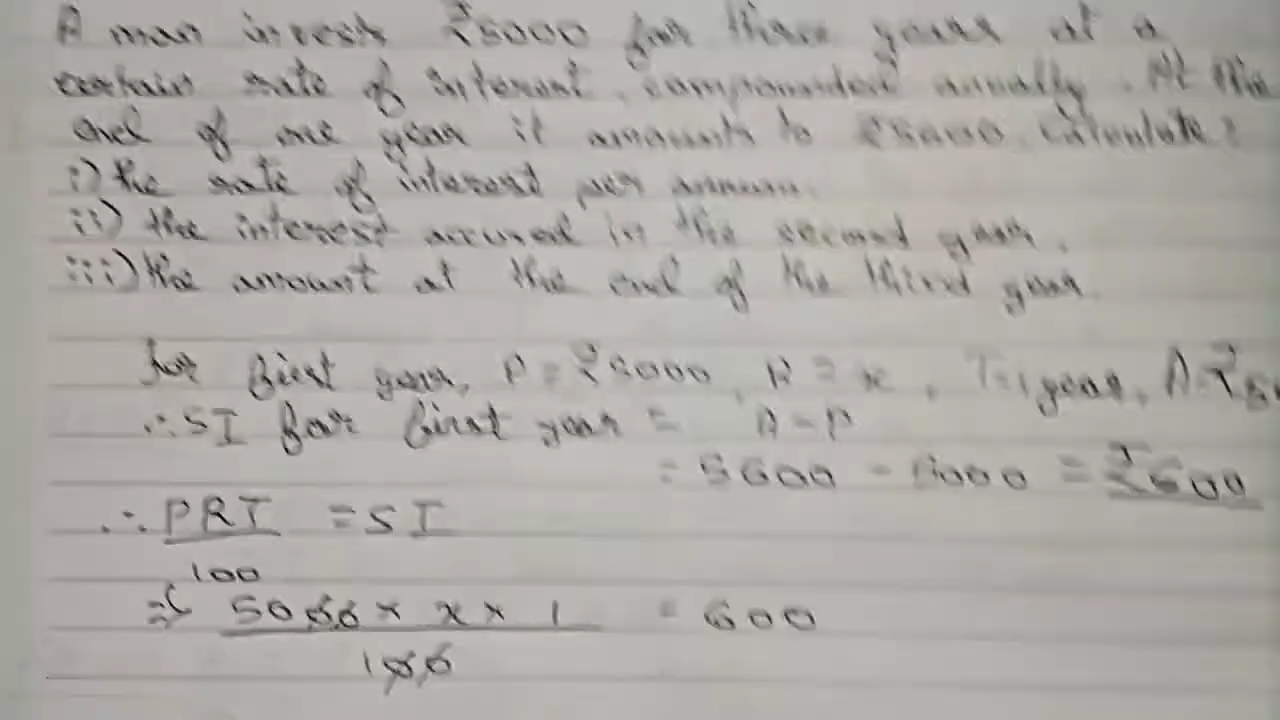 A man invests ₹5000 for three years at a
certain rate of interest, compounded annually. At the
end of one year it amounts to Calculate:
i) the rate of interest per annum.
ii) the interest accured in the second year.
iii) the amount at the end of the third year.
for first year, P = ₹5000, R = x, T=1 year, A=₹
∴ SI for first year = A-P
= 5600 - 5000 = ₹600
∴ PRT = SI
100
=> 5000 × x × 1 = 600
100